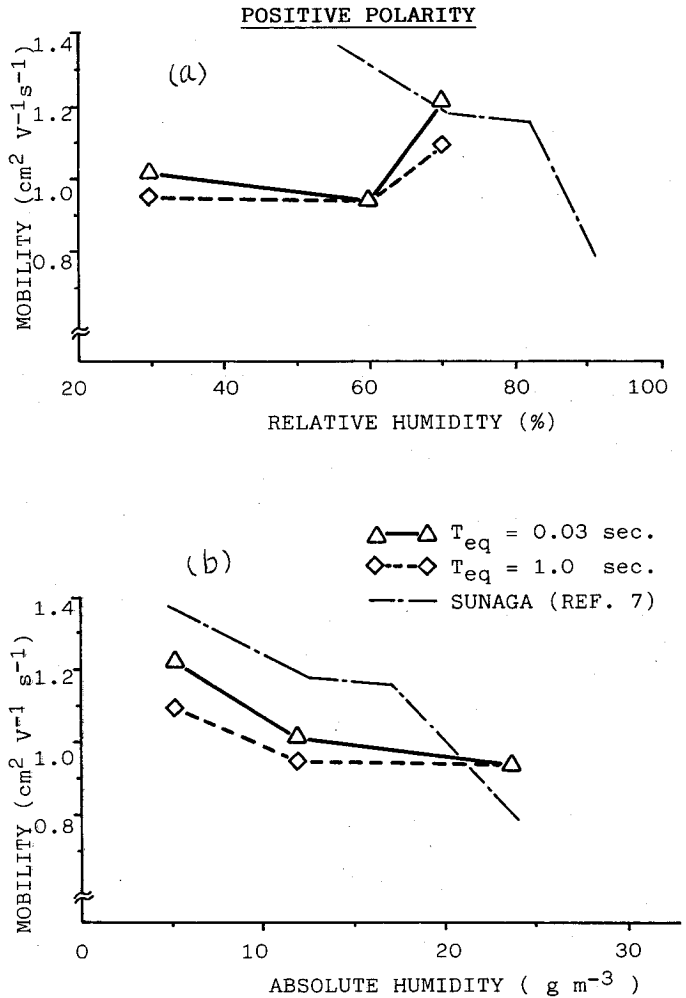 POSITIVE POLARITY
(a)
MOBILITY (cm² V⁻¹s⁻¹)
1.4
1.2
1.0
0.8
20 40 60 80 100
RELATIVE HUMIDITY (%)
(b)
T_eq = 0.03 sec.
T_eq = 1.0 sec.
SUNAGA (REF. 7)
MOBILITY (cm² V⁻¹ s⁻¹)
1.4
1.2
1.0
0.8
0 10 20 30
ABSOLUTE HUMIDITY ( g m⁻³ )